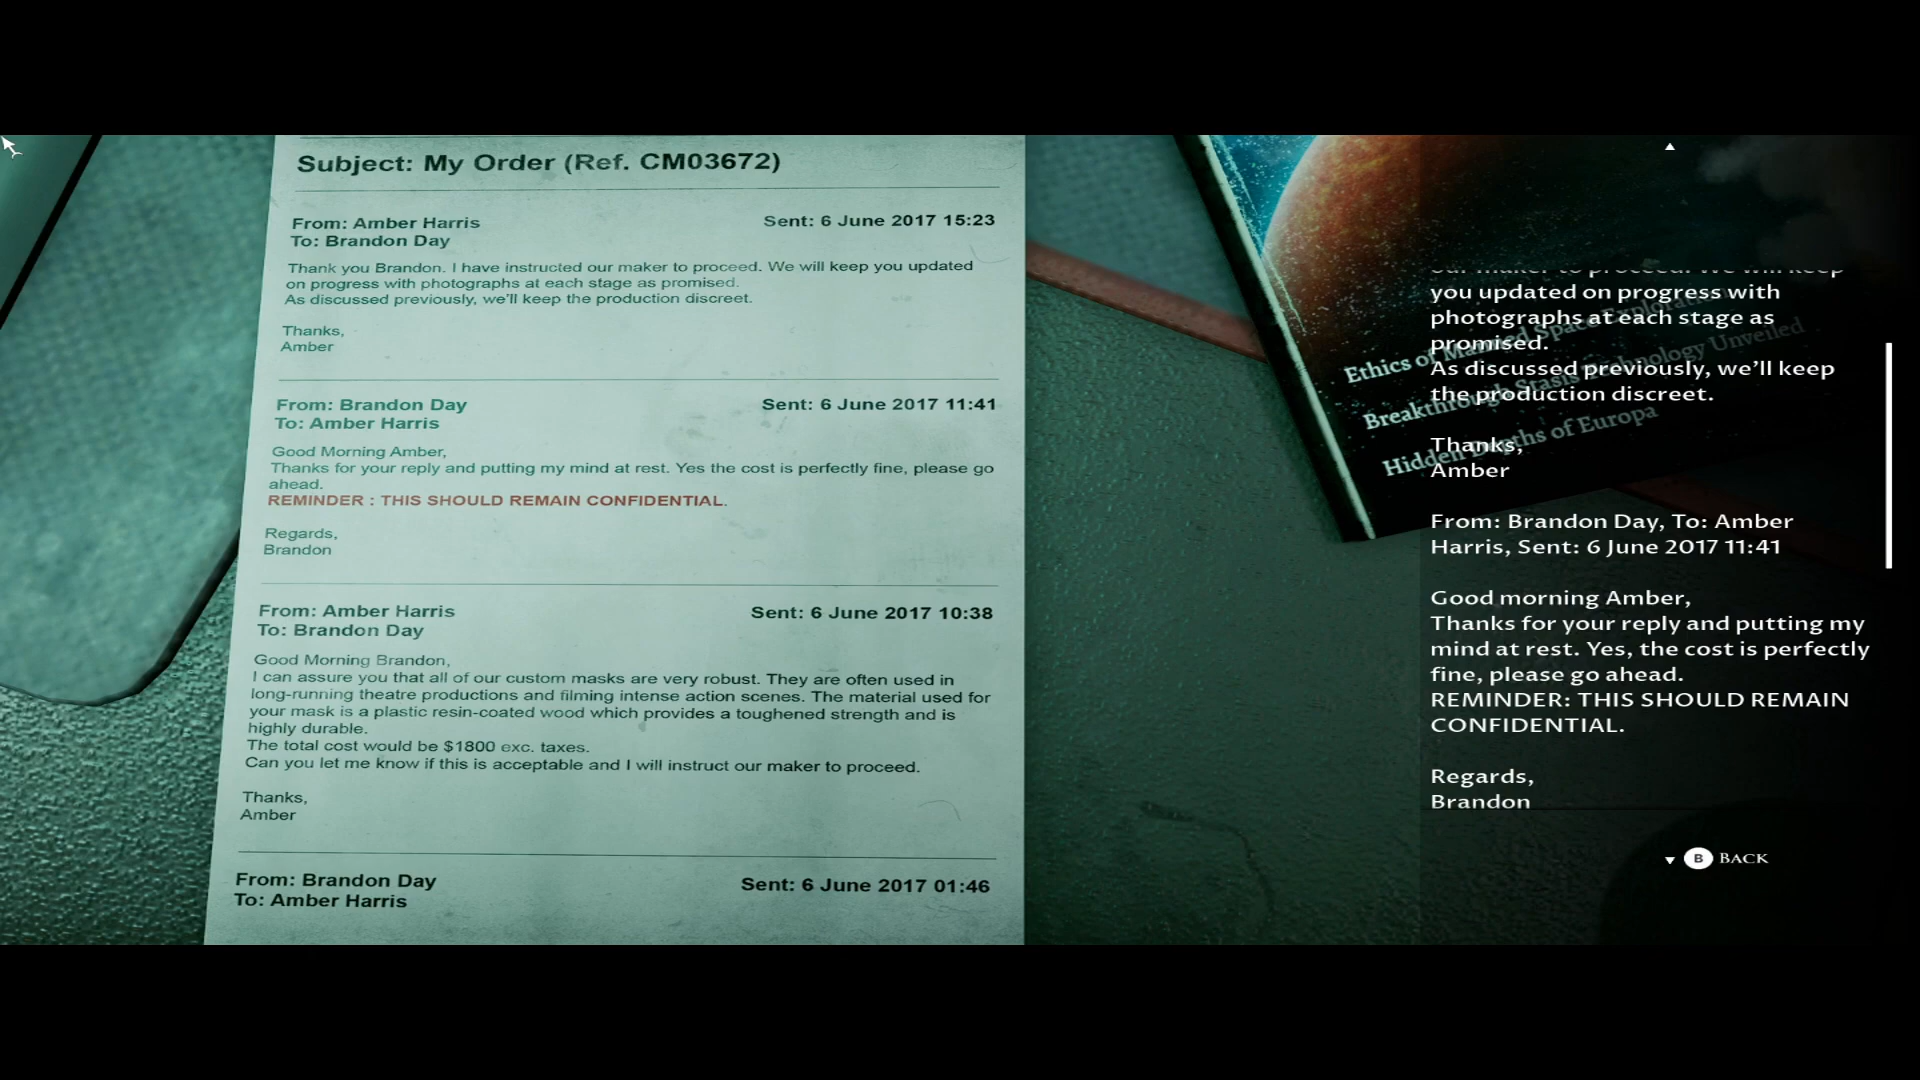 Subject: My Order (Ref. CM03672)
From: Amber Harris
Sent: 6 June 2017 15:23
To: Brandon Day
Thank you Brandon. I have instructed our maker to proceed. We will keep you updated
on progress with photographs at each stage as promised.
As discussed previously, we'll keep the production discreet.
Thanks,
Amber
From: Brandon Day
Sent: 6 June 2017 11:41
To: Amber Harris
Good Morning Amber,
Thanks for your reply and putting my mind at rest. Yes the cost is perfectly fine, please go
ahead.
REMINDER : THIS SHOULD REMAIN CONFIDENTIAL.
Regards,
Brandon
From: Amber Harris
Sent: 6 June 2017 10:38
To: Brandon Day
Good Morning Brandon,
I can assure you that all of our custom masks are very robust. They are often used in
long-running theatre productions and filming intense action scenes. The material used for
your mask is a plastic resin-coated wood which provides a toughened strength and is
highly durable.
The total cost would be $1800 exc. taxes.
Can you let me know if this is acceptable and I will instruct our maker to proceed.
Thanks,
Amber
From: Brandon Day
Sent: 6 June 2017 01:46
To: Amber Harris
Ethics of Manned Space Exploration
Breakthrough Stasis Technology Unveiled
Hidden Depths of Europa
our maker to proceed. We will keep
you updated on progress with
photographs at each stage as
promised.
As discussed previously, we'll keep
the production discreet.
Thanks,
Amber
From: Brandon Day, To: Amber
Harris, Sent: 6 June 2017 11:41
Good morning Amber,
Thanks for your reply and putting my
mind at rest. Yes, the cost is perfectly
fine, please go ahead.
REMINDER: THIS SHOULD REMAIN
CONFIDENTIAL.
Regards,
Brandon
B BACK